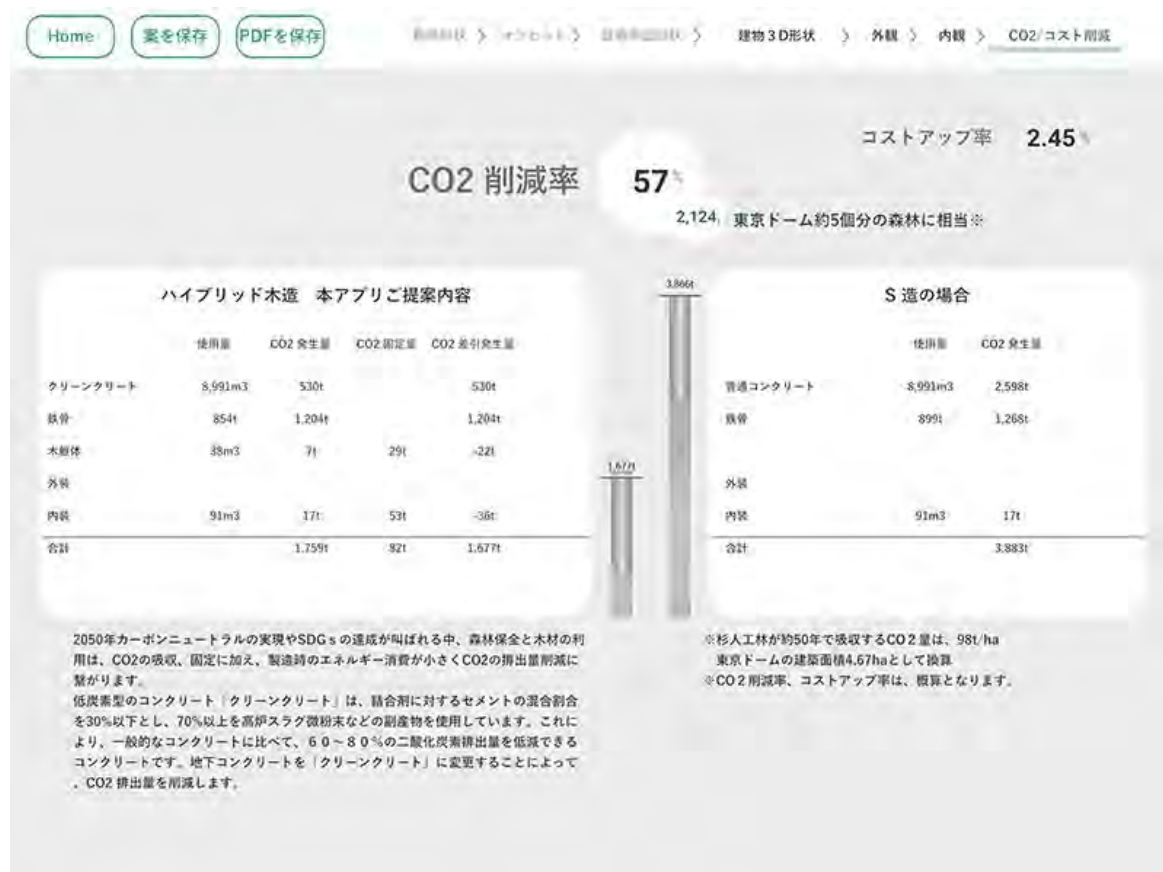 Home 案を保存 PDFを保存 建物3D形状 〉 外観 〉 内観 〉 CO2/コスト削減
コストアップ率 2.45 %
CO2 削減率 57 %
2,124 東京ドーム約5個分の森林に相当※
ハイブリッド木造 本アプリご提案内容
使用量 CO2 発生量 CO2 固定量 CO2 差引発生量
クリーンクリート 8,991m3 530t 530t
鉄骨 854t 1,204t 1,204t
木躯体 38m3 7t 29t -22t
外装
内装 91m3 17t 53t -36t
合計 1.759t 82t 1.677t
1,677t
3,866t
S 造の場合
使用量 CO2 発生量
普通コンクリート 8,991m3 2,598t
鉄骨 899t 1,268t
外装
内装 91m3 17t
合計 3.883t
2050年カーボンニュートラルの実現やSDGsの達成が叫ばれる中、森林保全と木材の利
用は、CO2の吸収、固定に加え、製造時のエネルギー消費が小さくCO2の排出量削減に
繋がります。
低炭素型のコンクリート「クリーンクリート」は、結合剤に対するセメントの混合割合
を30%以下とし、70%以上を高炉スラグ微粉末などの副産物を使用しています。これに
より、一般的なコンクリートに比べて、60~80%の二酸化炭素排出量を低減できる
コンクリートです。地下コンクリートを「クリーンクリート」に変更することによって
、CO2 排出量を削減します。
※杉人工林が約50年で吸収するCO2量は、98t/ha
東京ドームの建築面積4.67haとして換算
※CO2削減率、コストアップ率は、概算となります。